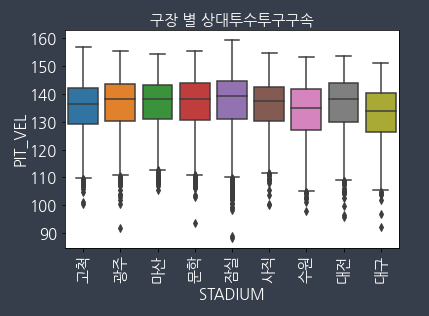 구장 별 상대투수투구구속
160
150
140
130
120
110
100
90
PIT_VEL
고척
광주
마산
문학
잠실
사직
수원
대전
대구
STADIUM